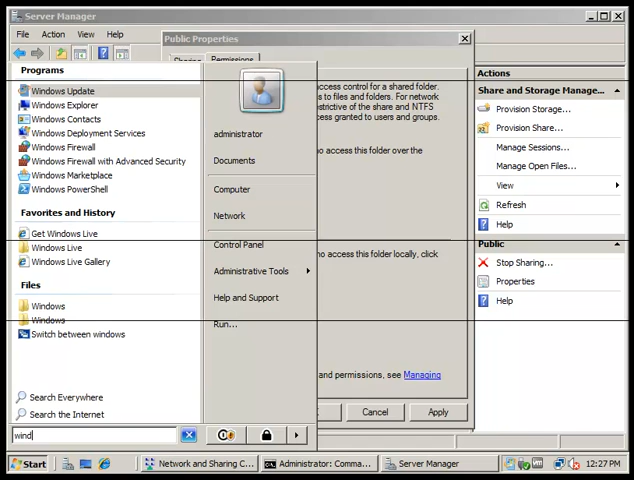 Server Manager
File Action View Help
Public Properties
Sharing Permissions
Programs
Windows Update
Windows Explorer
Windows Contacts
Windows Deployment Services
Windows Firewall
Windows Firewall with Advanced Security
Windows Marketplace
Windows PowerShell
Favorites and History
Get Windows Live
Windows Live
Windows Live Gallery
Files
Windows
Windows
Switch between windows
Search Everywhere
Search the Internet
wind
administrator
Documents
Computer
Network
Control Panel
Administrative Tools
Help and Support
Run...
access control for a shared folder.
s to files and folders. For network
strictive of the share and NTFS
cess granted to users and groups.
ho access this folder over the
ho access this folder locally, click
and permissions, see Managing
Cancel Apply
Actions
Share and Storage Manage...
Provision Storage...
Provision Share...
Manage Sessions...
Manage Open Files...
View
Refresh
Help
Public
Stop Sharing...
Properties
Help
Start
Network and Sharing C...
Administrator: Comma...
Server Manager
12:27 PM